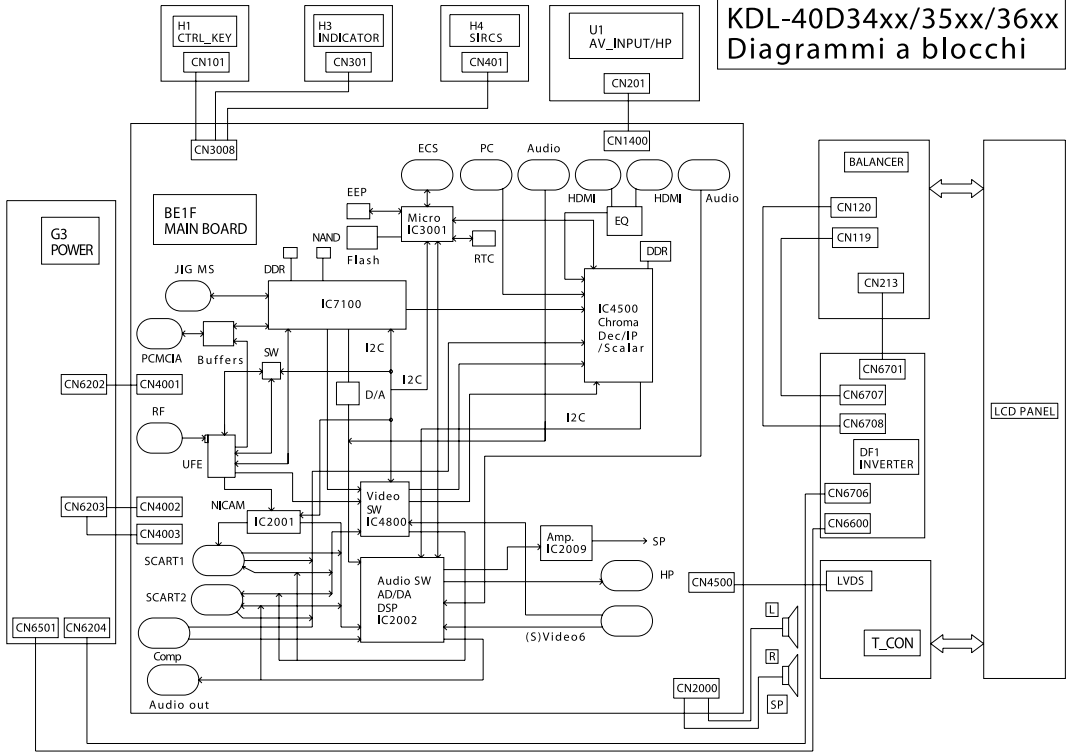 KDL-40D34xx/35xx/36xx
Diagrammi a blocchi
H1
CTRL_KEY
CN101
H3
INDICATOR
CN301
H4
SIRCS
CN401
U1
AV_INPUT/HP
CN201
CN3008
CN1400
BE1F
MAIN BOARD
ECS
PC
Audio
HDMI
HDMI
Audio
EEP
Micro
IC3001
Flash
RTC
EQ
DDR
NAND
DDR
JIG MS
IC7100
IC4500
Chroma
Dec/IP
/Scalar
PCMCIA
Buffers
SW
I2C
I2C
D/A
I2C
RF
UFE
NICAM
IC2001
Video
SW
IC4800
SCART1
SCART2
Audio SW
AD/DA
DSP
IC2002
Amp.
IC2009
SP
HP
(S)Video6
Comp
Audio out
G3
POWER
CN6202
CN4001
CN6203
CN4002
CN4003
CN6501
CN6204
CN4500
CN2000
L
R
SP
BALANCER
CN120
CN119
CN213
CN6701
CN6707
CN6708
DF1
INVERTER
CN6706
CN6600
LVDS
T_CON
LCD PANEL